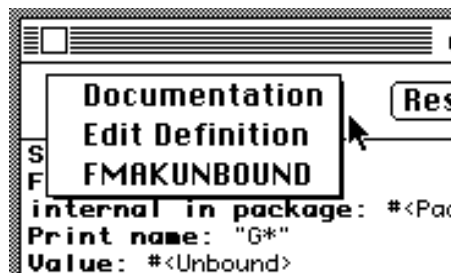 Documentation
Res
Edit Definition
S
FMAKUNBOUND
F
internal in package: #<Pac
Print name: "G*"
Value: #<Unbound>